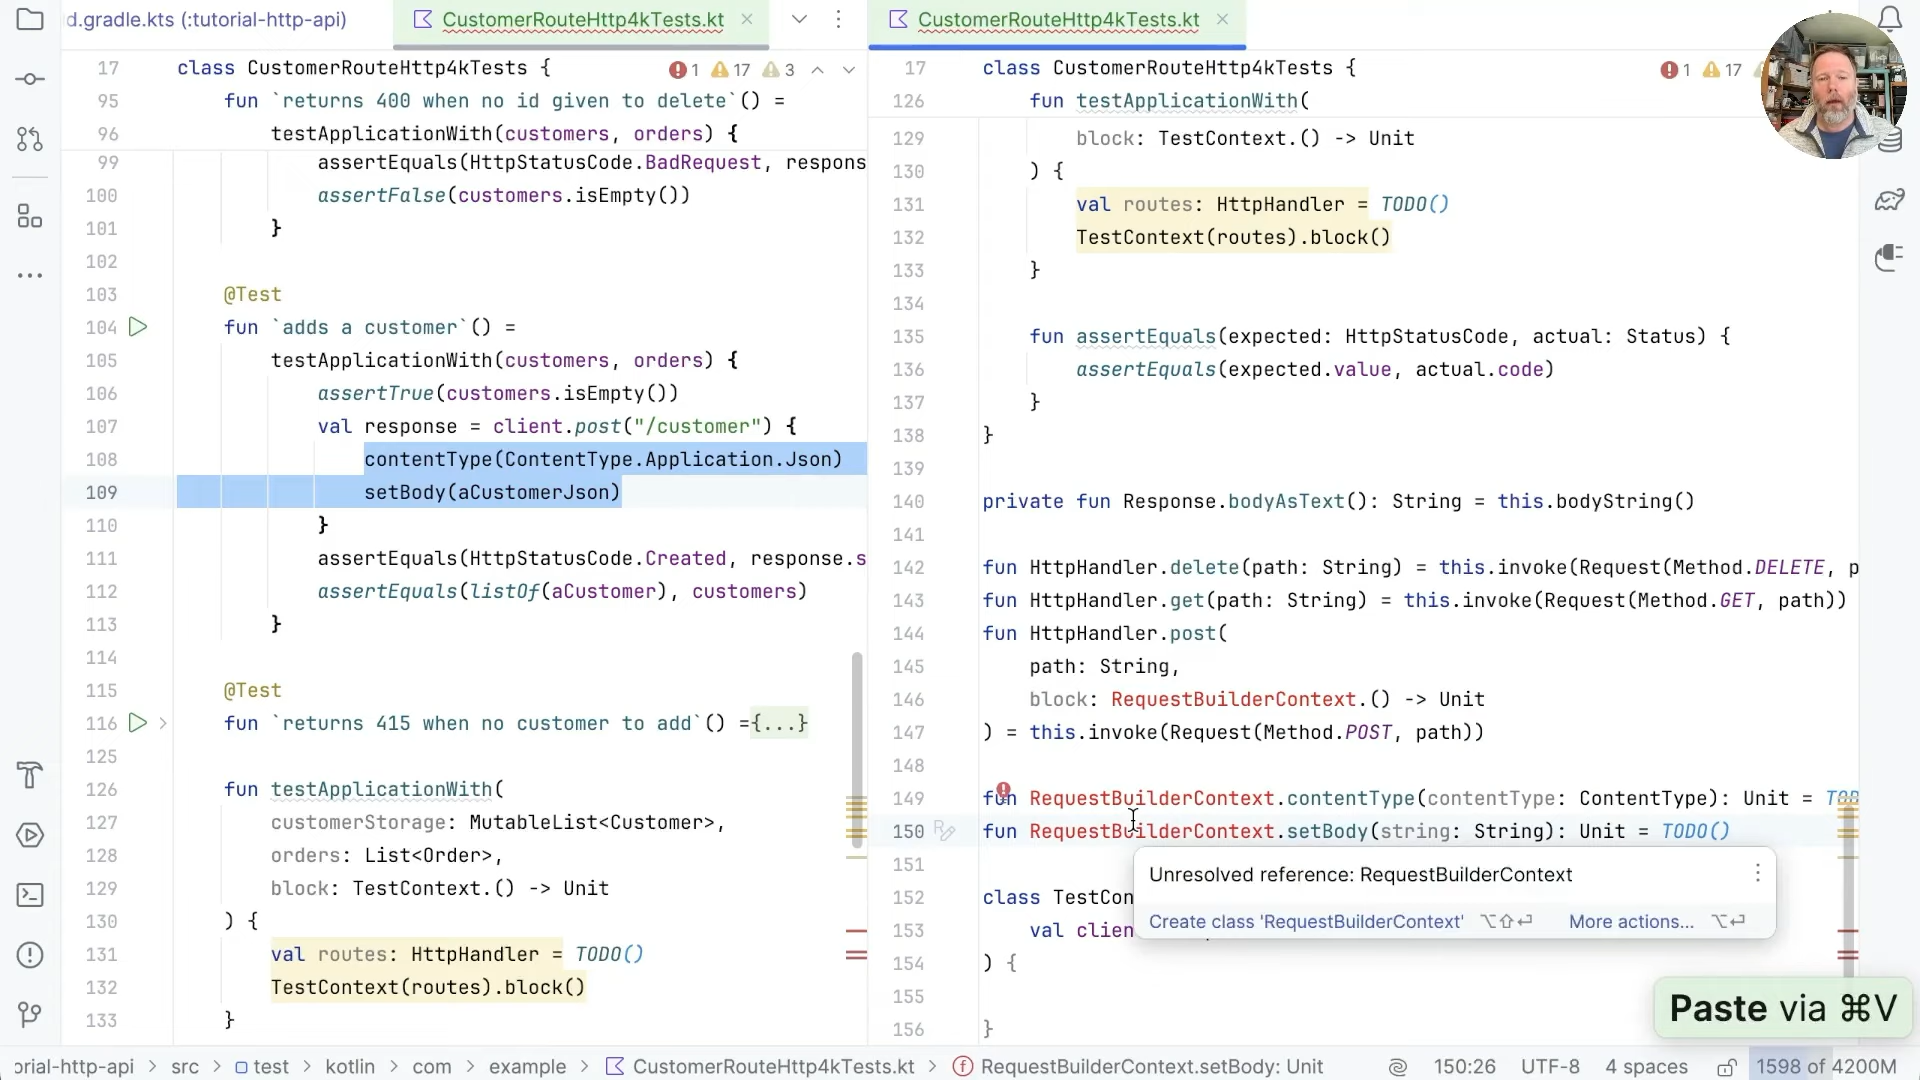 d.gradle.kts (:tutorial-http-api)
CustomerRouteHttp4kTests.kt
CustomerRouteHttp4kTests.kt
17 class CustomerRouteHttp4kTests {
1 17 3
95 fun `returns 400 when no id given to delete`() =
96 testApplicationWith(customers, orders) {
99 assertEquals(HttpStatusCode.BadRequest, respons
100 assertFalse(customers.isEmpty())
101 }
102
103 @Test
104 fun `adds a customer`() =
105 testApplicationWith(customers, orders) {
106 assertTrue(customers.isEmpty())
107 val response = client.post("/customer") {
108 contentType(ContentType.Application.Json)
109 setBody(aCustomerJson)
110 }
111 assertEquals(HttpStatusCode.Created, response.s
112 assertEquals(listOf(aCustomer), customers)
113 }
114
115 @Test
116 fun `returns 415 when no customer to add`() ={...}
125
126 fun testApplicationWith(
127 customerStorage: MutableList<Customer>,
128 orders: List<Order>,
129 block: TestContext.() -> Unit
130 ) {
131 val routes: HttpHandler = TODO()
132 TestContext(routes).block()
133 }
17 class CustomerRouteHttp4kTests {
1 17
126 fun testApplicationWith(
129 block: TestContext.() -> Unit
130 ) {
131 val routes: HttpHandler = TODO()
132 TestContext(routes).block()
133 }
134
135 fun assertEquals(expected: HttpStatusCode, actual: Status) {
136 assertEquals(expected.value, actual.code)
137 }
138 }
139
140 private fun Response.bodyAsText(): String = this.bodyString()
141
142 fun HttpHandler.delete(path: String) = this.invoke(Request(Method.DELETE, p
143 fun HttpHandler.get(path: String) = this.invoke(Request(Method.GET, path))
144 fun HttpHandler.post(
145 path: String,
146 block: RequestBuilderContext.() -> Unit
147 ) = this.invoke(Request(Method.POST, path))
148
149 fun RequestBuilderContext.contentType(contentType: ContentType): Unit = TOD
150 fun RequestBuilderContext.setBody(string: String): Unit = TODO()
151
152 class TestCon
153 val clien
154 ) {
155
156 }
Unresolved reference: RequestBuilderContext
Create class 'RequestBuilderContext' ⌥⇧⏎ More actions... ⌥⏎
Paste via ⌘V
orial-http-api > src > test > kotlin > com > example > CustomerRouteHttp4kTests.kt > RequestBuilderContext.setBody: Unit
150:26 UTF-8 4 spaces 1598 of 4200M